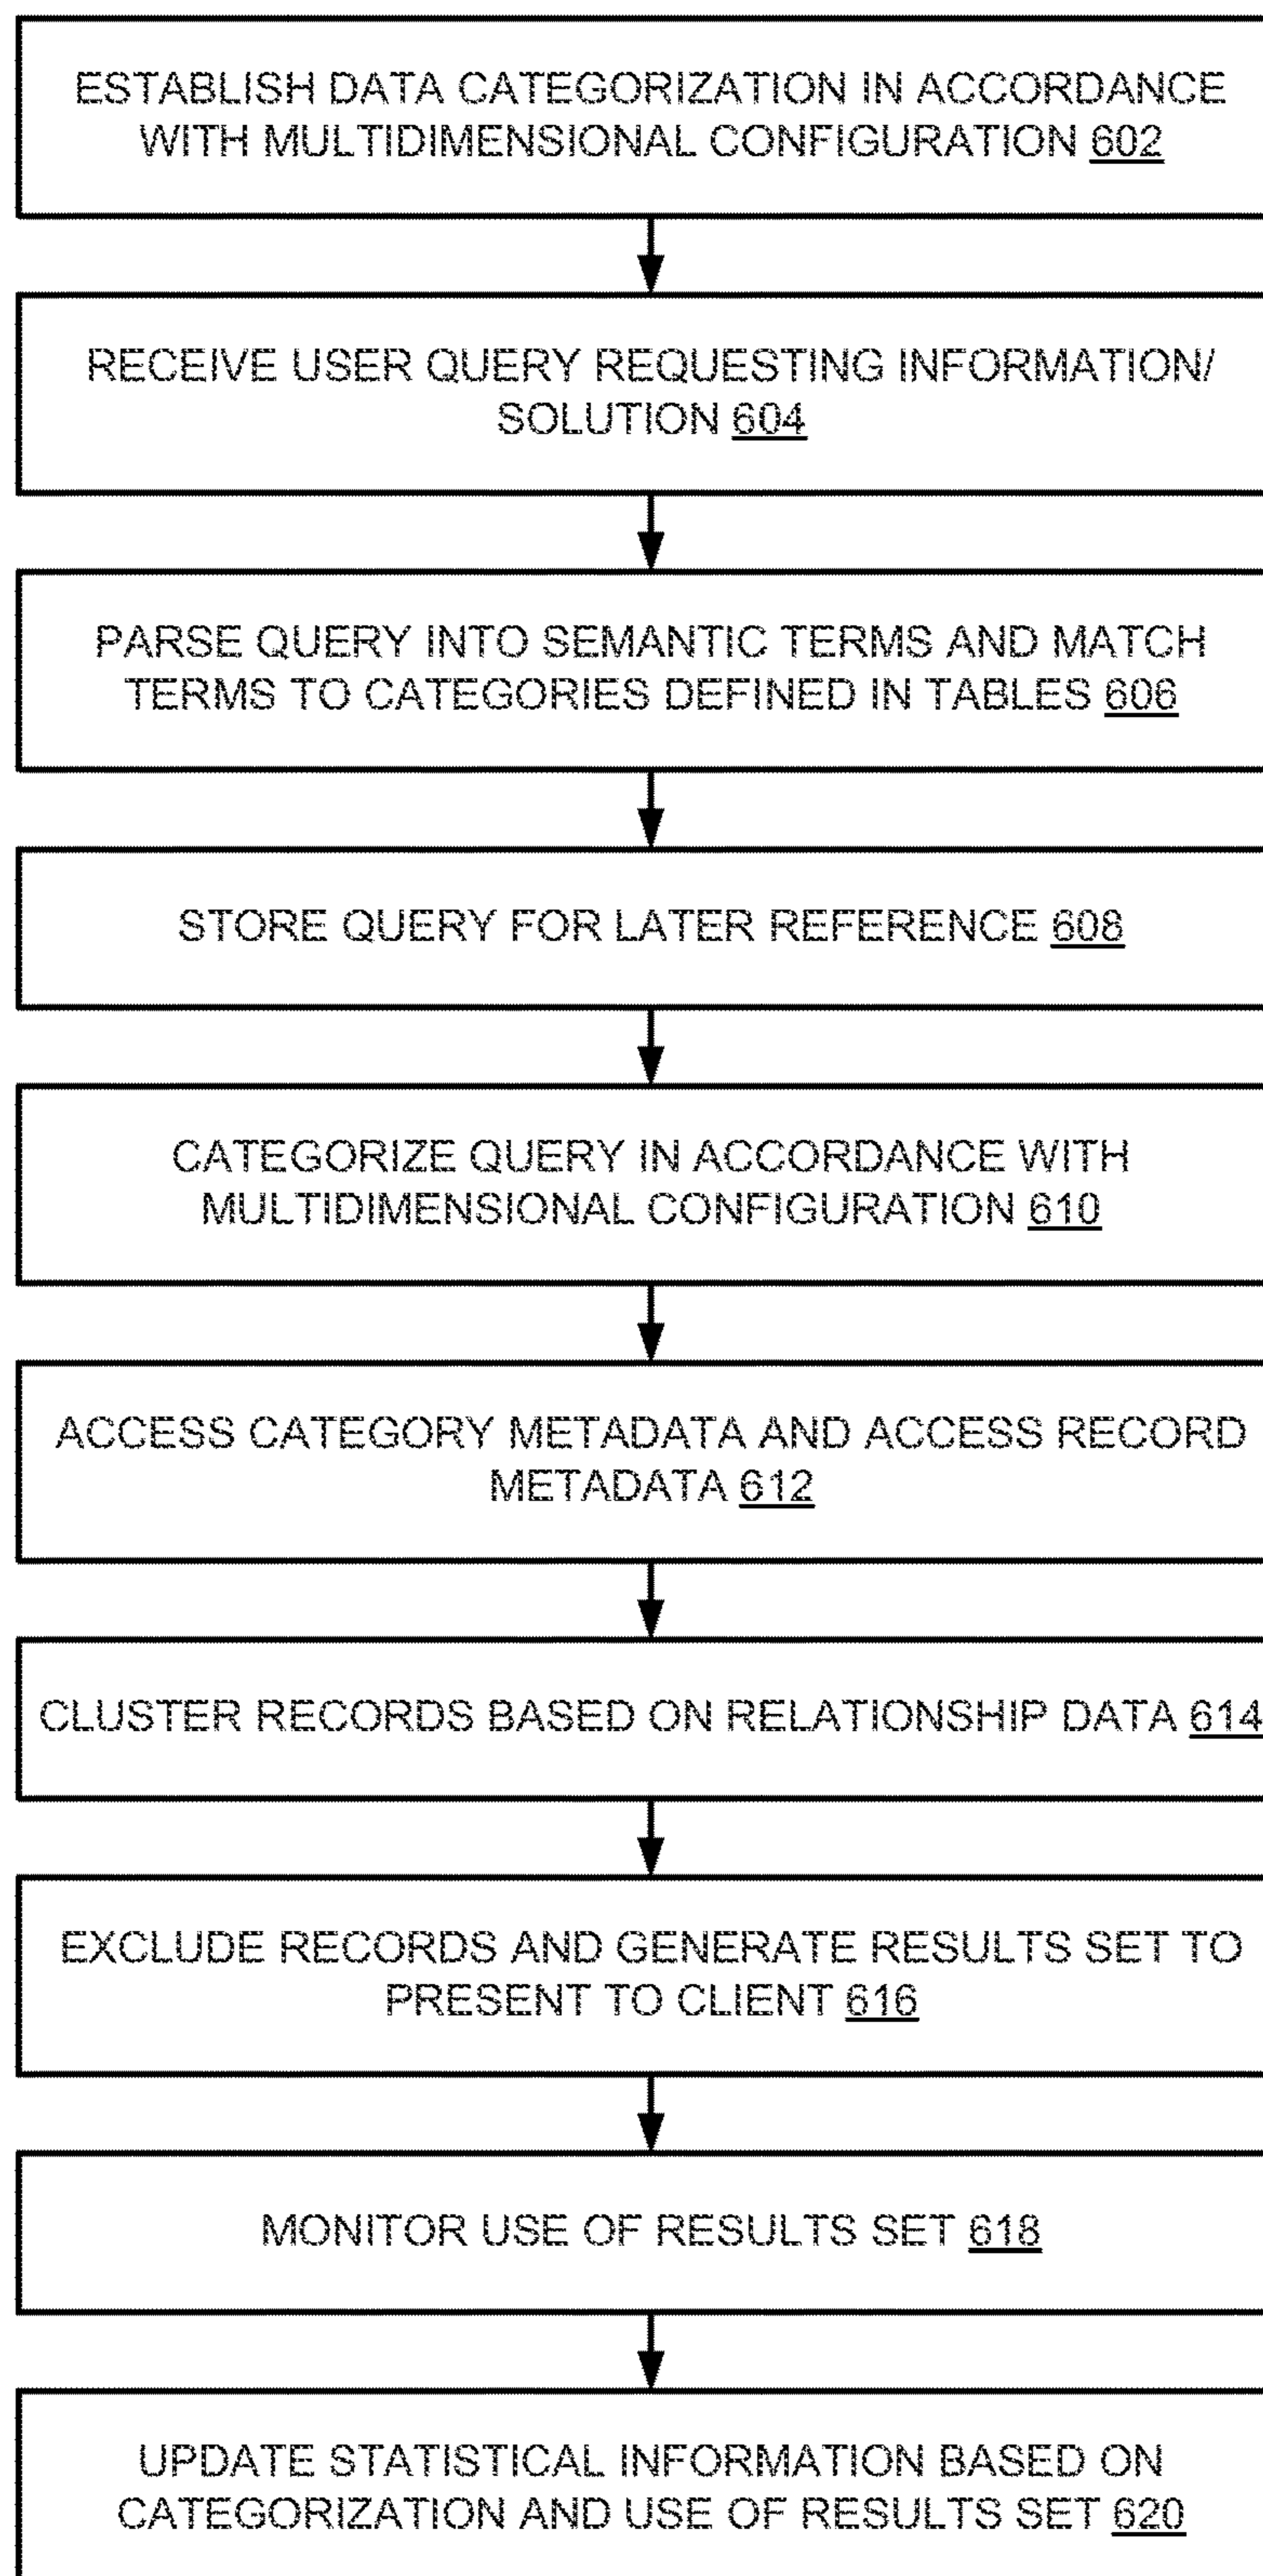 ESTABLISH DATA CATEGORIZATION IN ACCORDANCE
WITH MULTIDIMENSIONAL CONFIGURATION 602
RECEIVE USER QUERY REQUESTING INFORMATION/
SOLUTION 604
PARSE QUERY INTO SEMANTIC TERMS AND MATCH
TERMS TO CATEGORIES DEFINED IN TABLES 606
STORE QUERY FOR LATER REFERENCE 608
CATEGORIZE QUERY IN ACCORDANCE WITH
MULTIDIMENSIONAL CONFIGURATION 610
ACCESS CATEGORY METADATA AND ACCESS RECORD
METADATA 612
CLUSTER RECORDS BASED ON RELATIONSHIP DATA 614
EXCLUDE RECORDS AND GENERATE RESULTS SET TO
PRESENT TO CLIENT 616
MONITOR USE OF RESULTS SET 618
UPDATE STATISTICAL INFORMATION BASED ON
CATEGORIZATION AND USE OF RESULTS SET 620